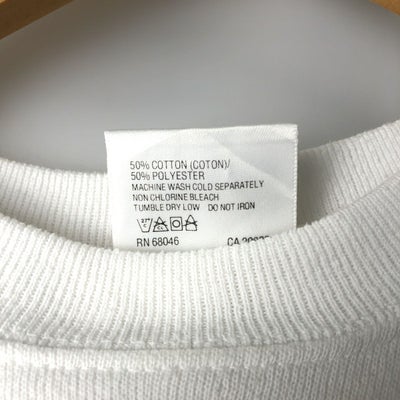 50% COTTON (COTON)/
50% POLYESTER
MACHINE WASH COLD SEPARATELY
NON CHLORINE BLEACH
TUMBLE DRY LOW DO NOT IRON
RN 68046 CA